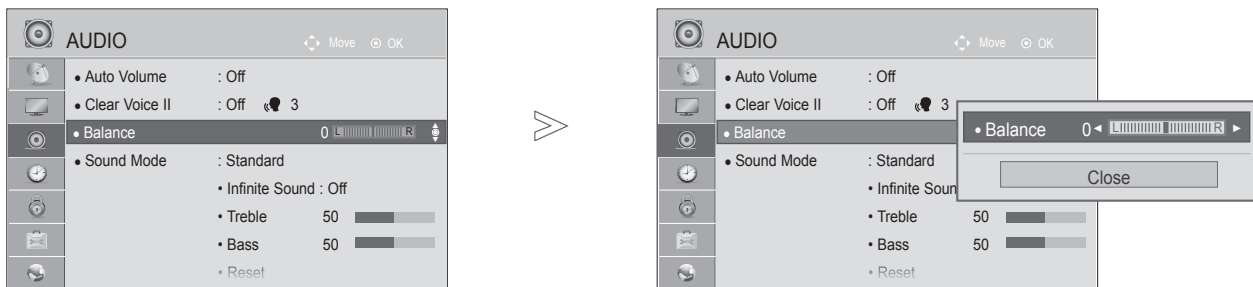 AUDIO
Move OK
• Auto Volume : Off
• Clear Voice II : Off 3
• Balance 0 L R
• Sound Mode : Standard
• Infinite Sound : Off
• Treble 50
• Bass 50
• Reset
>
AUDIO
Move OK
• Auto Volume : Off
• Clear Voice II : Off 3
• Balance
• Sound Mode : Standard
• Infinite Soun
• Treble 50
• Bass 50
• Reset
• Balance 0 ◄ L R ►
Close